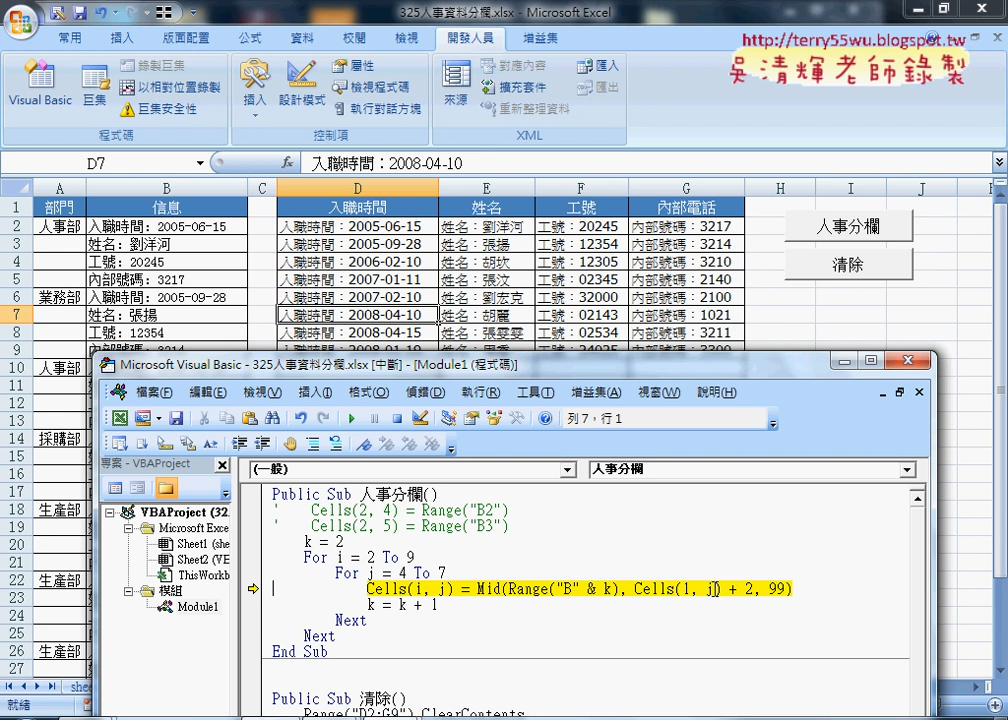 325人事資料分欄.xlsx - Microsoft Excel
常用 插入 版面配置 公式 資料 校閱 檢視 開發人員 增益集
http://terry55wu.blogspot.tw
吳清輝老師錄製
Visual Basic 巨集 錄製巨集 以相對位置錄製 巨集安全性 程式碼
插入 設計模式 屬性 檢視程式碼 執行對話方塊 控制項
來源 對應內容 擴充套件 重新整理資料 匯入 匯出 XML
D7 fx 入職時間：2008-04-10
A B C D E F G H I J
1 部門 信息 入職時間 姓名 工號 內部電話
2 人事部 入職時間：2005-06-15 入職時間：2005-06-15 姓名：劉洋河 工號：20245 內部號碼：3217 人事分欄
3 姓名：劉洋河 入職時間：2005-09-28 姓名：張揚 工號：12354 內部號碼：3214
4 工號：20245 入職時間：2006-02-10 姓名：胡坎 工號：12305 內部號碼：3210 清除
5 內部號碼：3217 入職時間：2007-01-11 姓名：張汶 工號：02345 內部號碼：2140
6 業務部 入職時間：2005-09-28 入職時間：2007-02-10 姓名：劉宏克 工號：32000 內部號碼：2100
7 姓名：張揚 入職時間：2008-04-10 姓名：胡麗 工號：02143 內部號碼：1021
8 工號：12354 入職時間：2008-04-15 姓名：張雯雯 工號：02534 內部號碼：3211
9
10 人事部
11
12
13
14 採購部
15
16
17
18 生產部
19
20
21
22 生產部
23
24
25
26 生產部
27
就緒
Microsoft Visual Basic - 325人事資料分欄.xlsx [中斷] - [Module1 (程式碼)]
檔案(F) 編輯(E) 檢視(V) 插入(I) 格式(O) 偵錯(D) 執行(R) 工具(T) 增益集(A) 視窗(W) 說明(H)
列 7，行 1
專案 - VBAProject
VBAProject (32
Microsoft Exce
Sheet1 (she
Sheet2 (VE
ThisWorkb
模組
Module1
(一般) 人事分欄
Public Sub 人事分欄()
' Cells(2, 4) = Range("B2")
' Cells(2, 5) = Range("B3")
k = 2
For i = 2 To 9
For j = 4 To 7
Cells(i, j) = Mid(Range("B" & k), Cells(1, j) + 2, 99)
k = k + 1
Next
Next
End Sub
Public Sub 清除()
Range("D2:G9").ClearContents